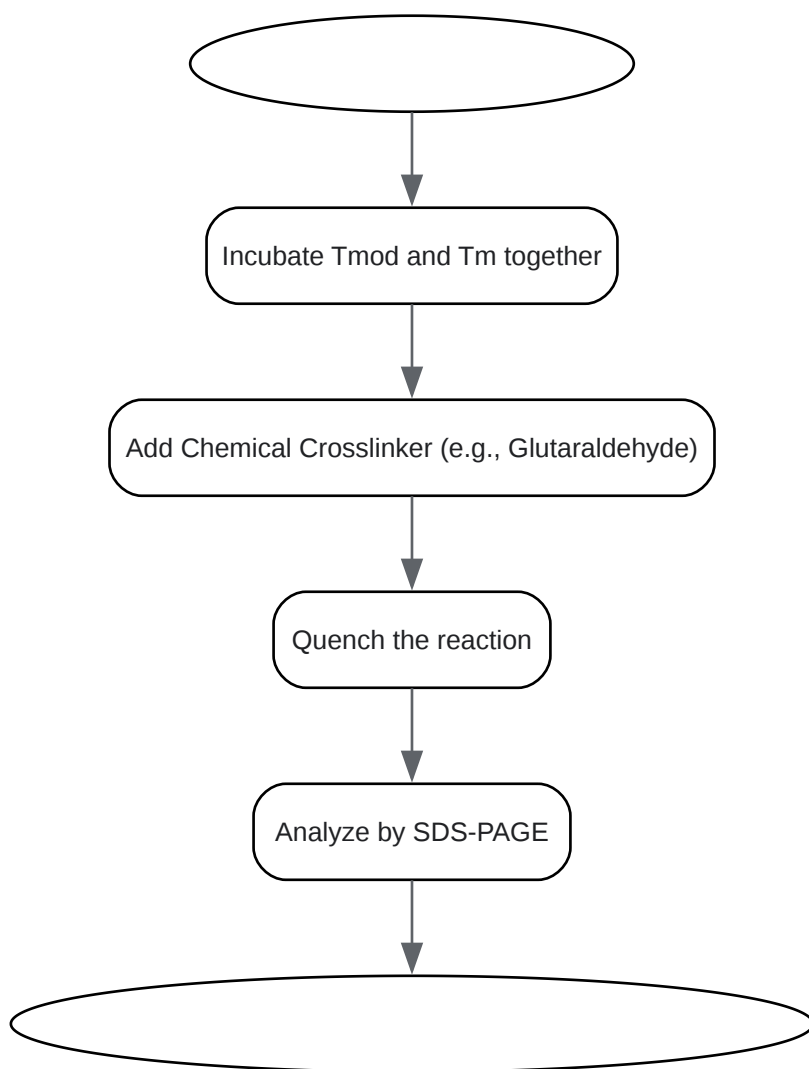 Incubate Tmod and Tm together
Add Chemical Crosslinker (e.g., Glutaraldehyde)
Quench the reaction
Analyze by SDS-PAGE